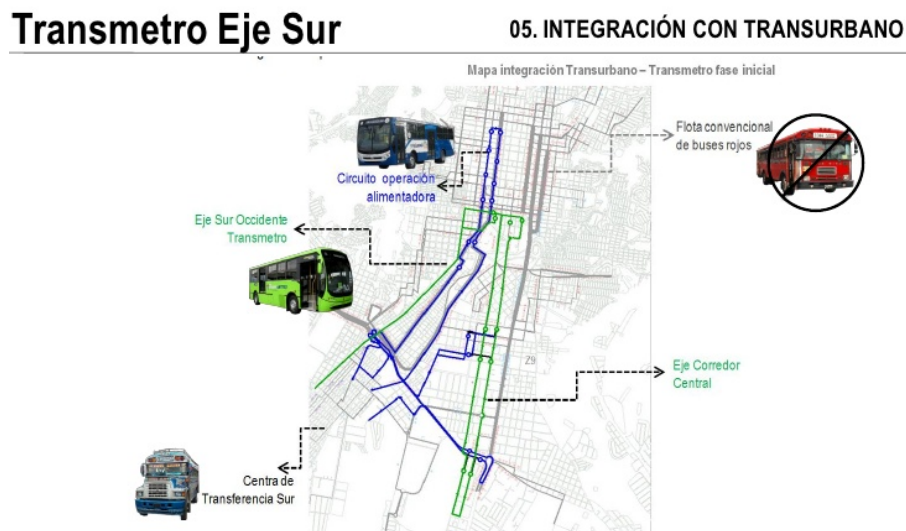 Transmetro Eje Sur
05. INTEGRACIÓN CON TRANSURBANO
Mapa integración Transurbano – Transmetro fase inicial
Flota convencional
de buses rojos
Circuito operación
alimentadora
Eje Sur Occidente
Transmetro
Z9
Eje Corredor
Central
Centra de
Transferencia Sur